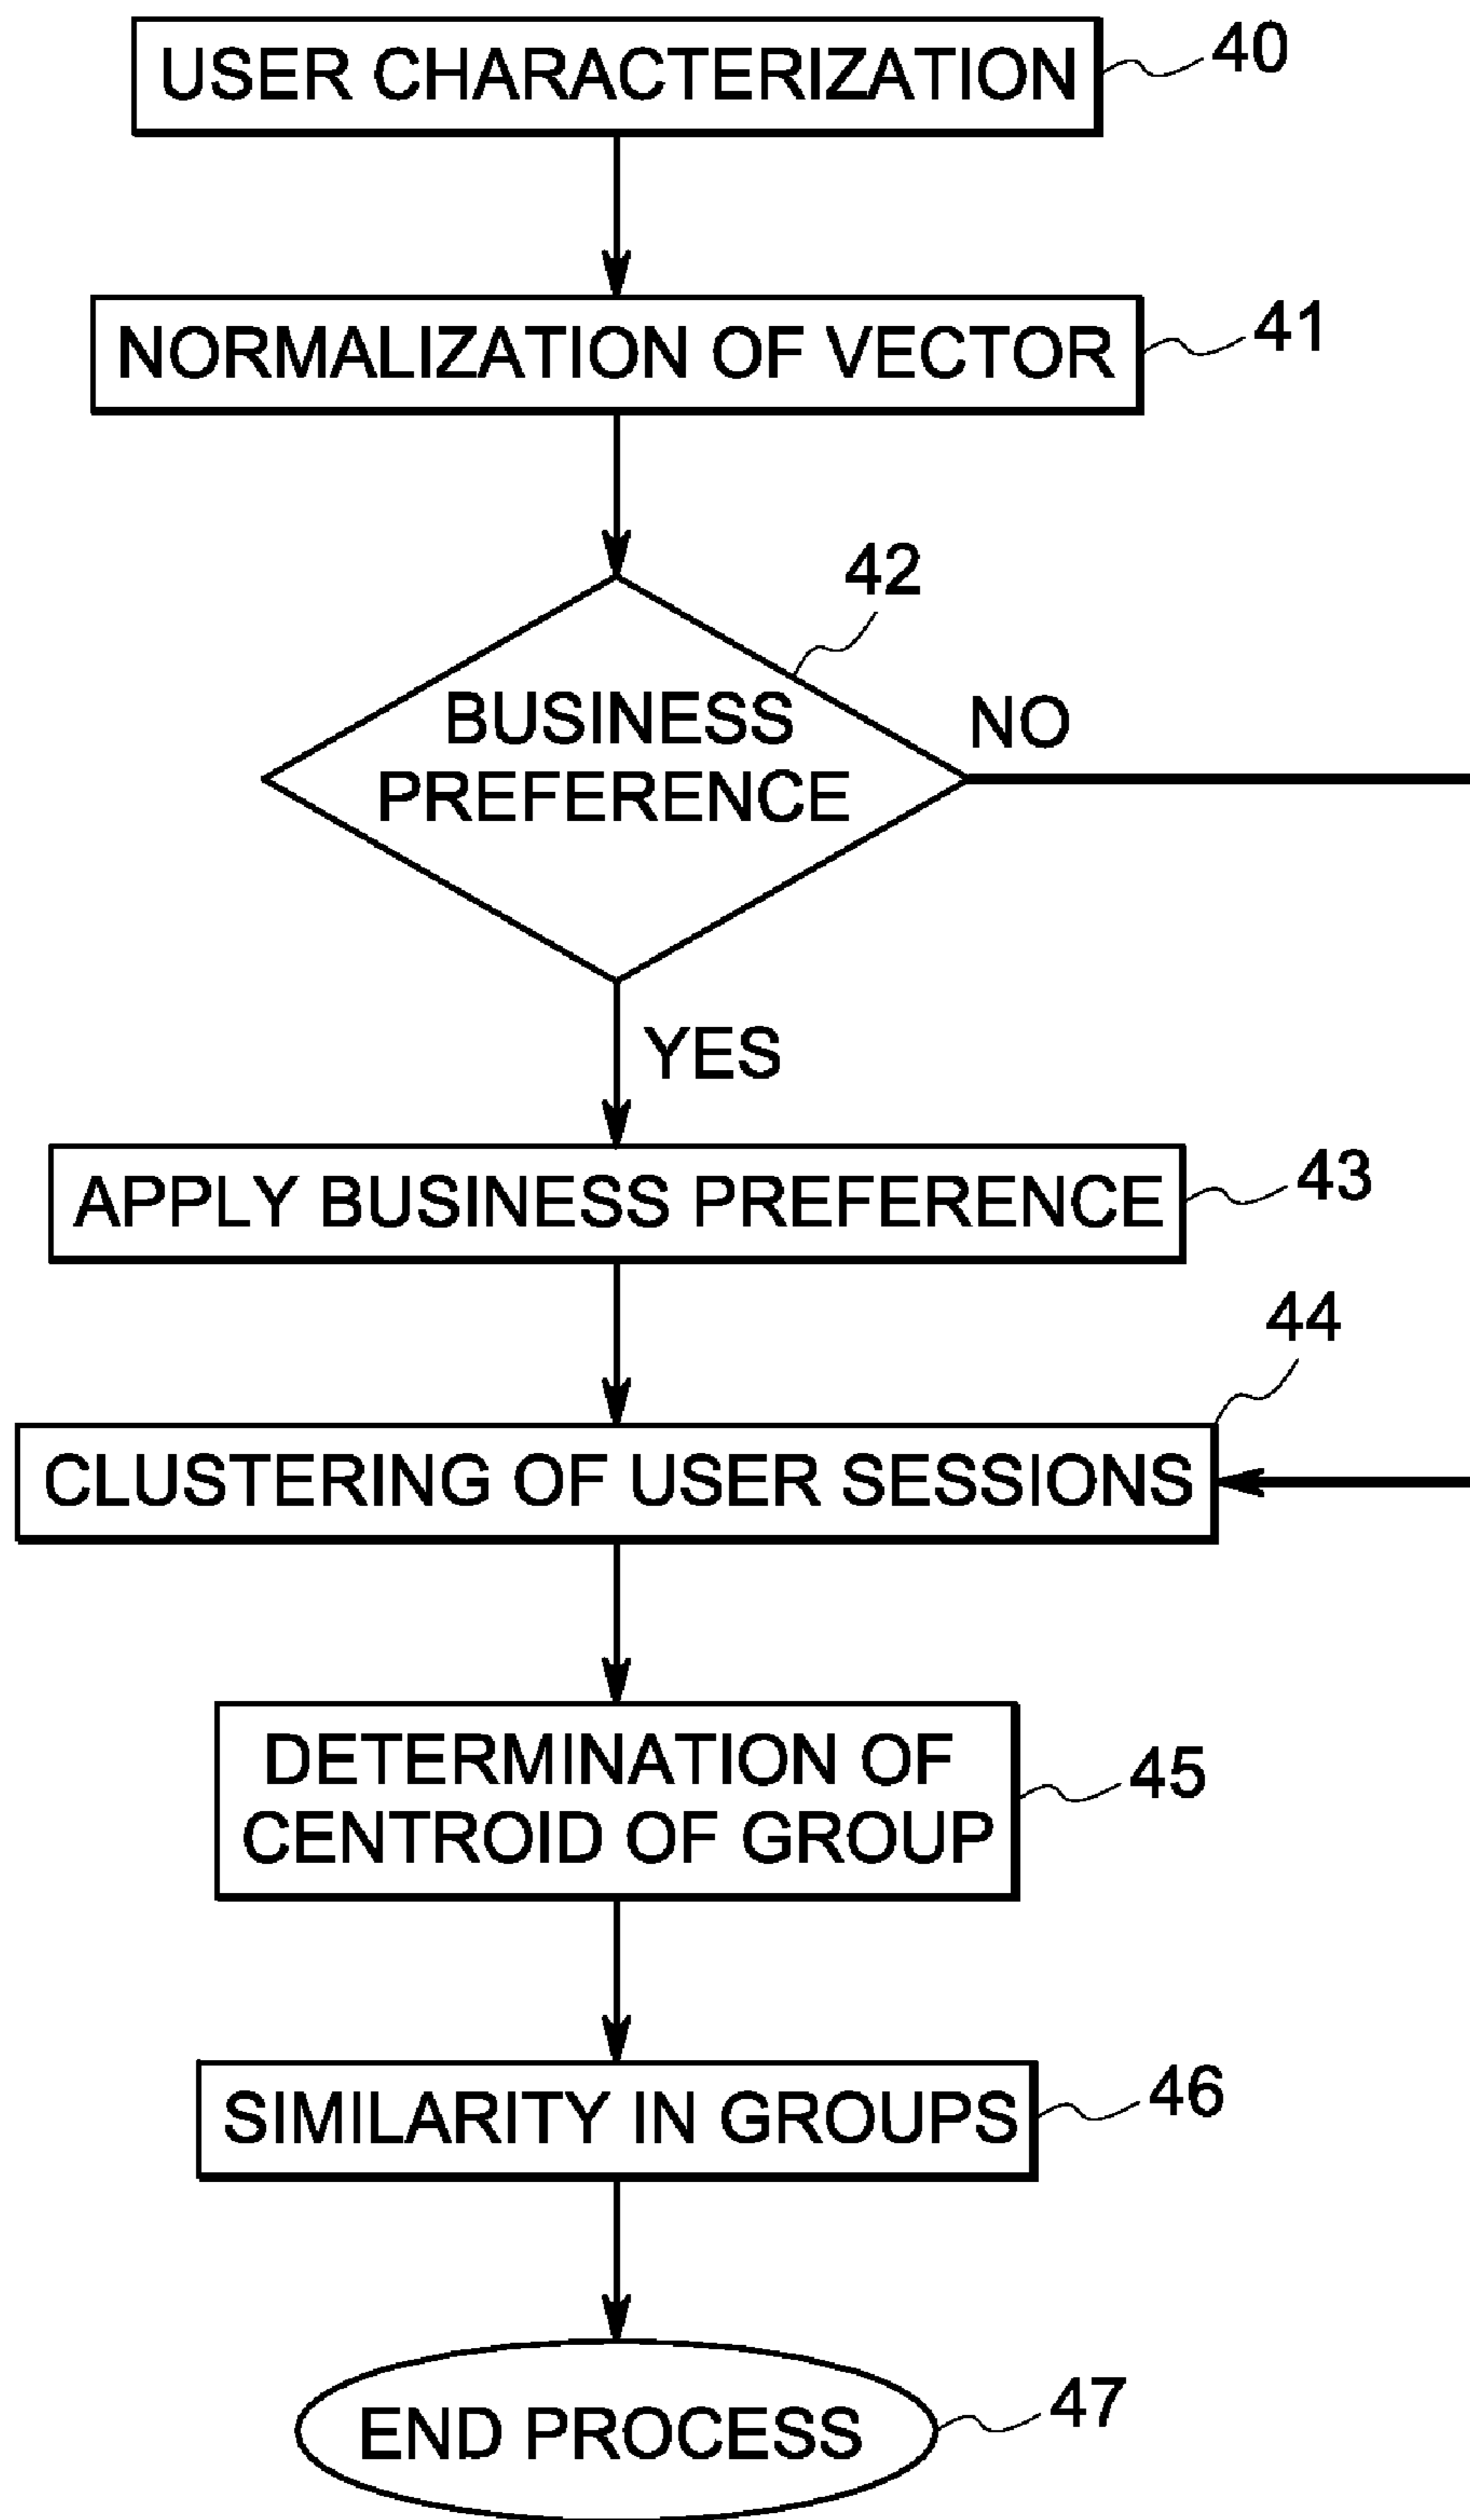 USER CHARACTERIZATION
40
NORMALIZATION OF VECTOR
41
42
BUSINESS
PREFERENCE
NO
YES
APPLY BUSINESS PREFERENCE
43
44
CLUSTERING OF USER SESSIONS
DETERMINATION OF
CENTROID OF GROUP
45
SIMILARITY IN GROUPS
46
END PROCESS
47